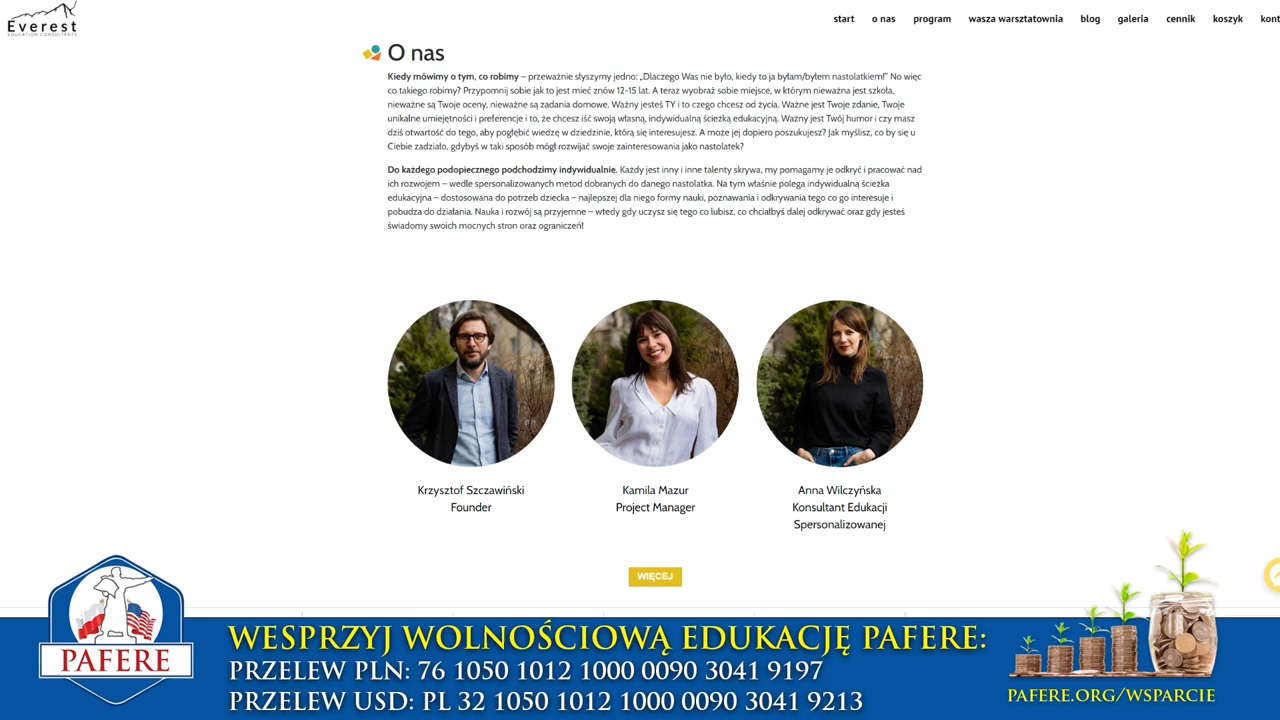 Everest
EDUCATION CONSULTANTS
start o nas program wasza warsztatownia blog galeria cennik koszyk kont
O nas
Kiedy mówimy o tym, co robimy – przeważnie słyszymy jedno: „Dlaczego Was nie było, kiedy to ja byłam/byłem nastolatkiem!” No więc
co takiego robimy? Przypomnij sobie jak to jest mieć znów 12-15 lat. A teraz wyobraź sobie miejsce, w którym nieważna jest szkoła,
nieważne są Twoje oceny, nieważne są zadania domowe. Ważny jesteś TY i to czego chcesz od życia. Ważne jest Twoje zdanie, Twoje
unikalne umiejętności i preferencje i to, że chcesz iść swoją własną, indywidualną ścieżką edukacyjną. Ważny jest Twój humor i czy masz
dziś otwartość do tego, aby pogłębić wiedzę w dziedzinie, którą się interesujesz. A może jej dopiero poszukujesz? Jak myślisz, co by się u
Ciebie zadziało, gdybyś w taki sposób mógł rozwijać swoje zainteresowania jako nastolatek?
Do każdego podopiecznego podchodzimy indywidualnie. Każdy jest inny i inne talenty skrywa, my pomagamy je odkryć i pracować nad
ich rozwojem – wedle spersonalizowanych metod dobranych do danego nastolatka. Na tym właśnie polega indywidualną ścieżka
edukacyjna – dostosowana do potrzeb dziecka – najlepszej dla niego formy nauki, poznawania i odkrywania tego co go interesuje i
pobudza do działania. Nauka i rozwój są przyjemne – wtedy gdy uczysz się tego co lubisz, co chciałbyś dalej odkrywać oraz gdy jesteś
świadomy swoich mocnych stron oraz ograniczeń!
Krzysztof Szczawiński
Founder
Kamila Mazur
Project Manager
Anna Wilczyńska
Konsultant Edukacji
Spersonalizowanej
WIĘCEJ
PAFERE
WESPRZYJ WOLNOŚCIOWĄ EDUKACJĘ PAFERE:
PRZELEW PLN: 76 1050 1012 1000 0090 3041 9197
PRZELEW USD: PL 32 1050 1012 1000 0090 3041 9213
PAFERE.ORG/WSPARCIE